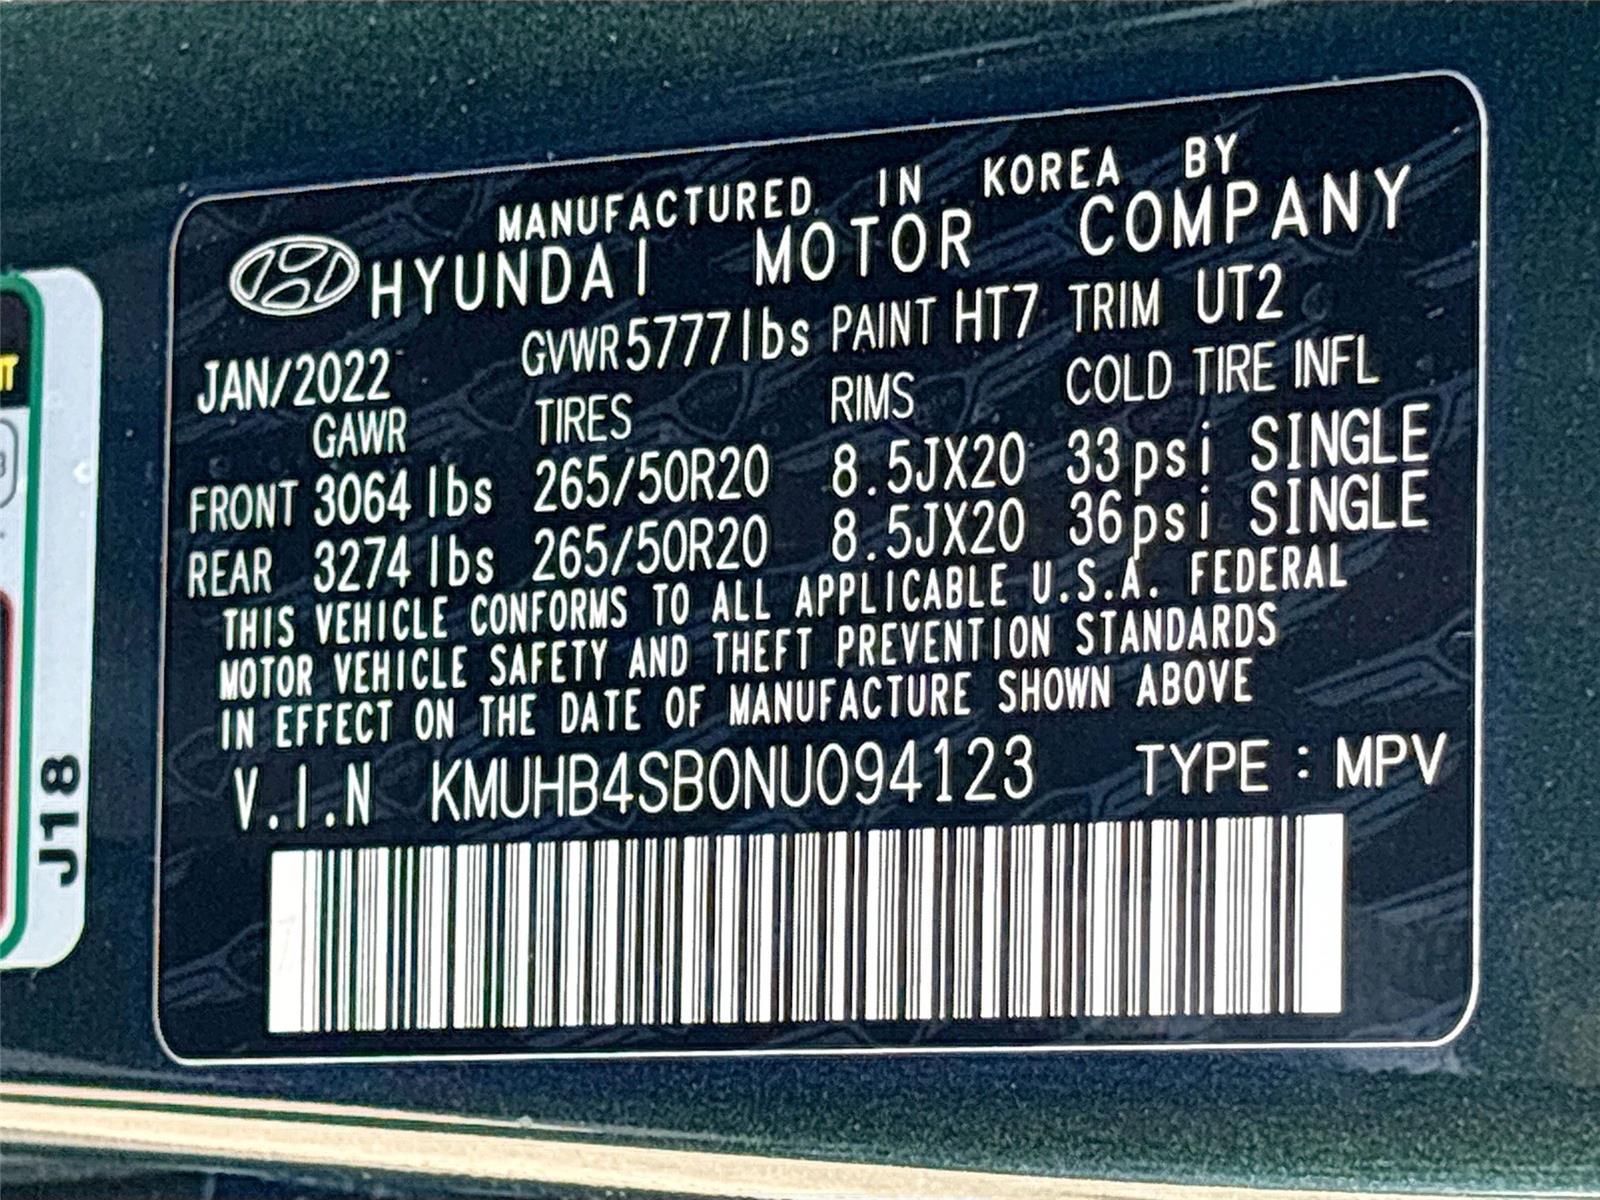 MANUFACTURED IN KOREA BY
HYUNDAI MOTOR COMPANY
JAN/2022 GVWR 5777lbs PAINT HT7 TRIM UT2
GAWR TIRES RIMS COLD TIRE INFL
FRONT 3064 lbs 265/50R20 8.5JX20 33psi SINGLE
REAR 3274 lbs 265/50R20 8.5JX20 36psi SINGLE
THIS VEHICLE CONFORMS TO ALL APPLICABLE U.S.A. FEDERAL
MOTOR VEHICLE SAFETY AND THEFT PREVENTION STANDARDS
IN EFFECT ON THE DATE OF MANUFACTURE SHOWN ABOVE
V.I.N KMUHB4SB0NU094123 TYPE : MPV
J18